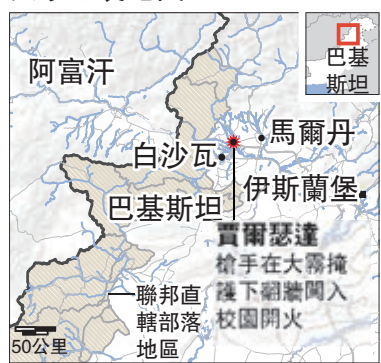 巴基
斯坦
阿富汗
馬爾丹
白沙瓦
伊斯蘭堡
巴基斯坦
賈爾瑟達
槍手在大霧掩
護下翻牆闖入
校園開火
聯邦直
轄部落
地區
50公里